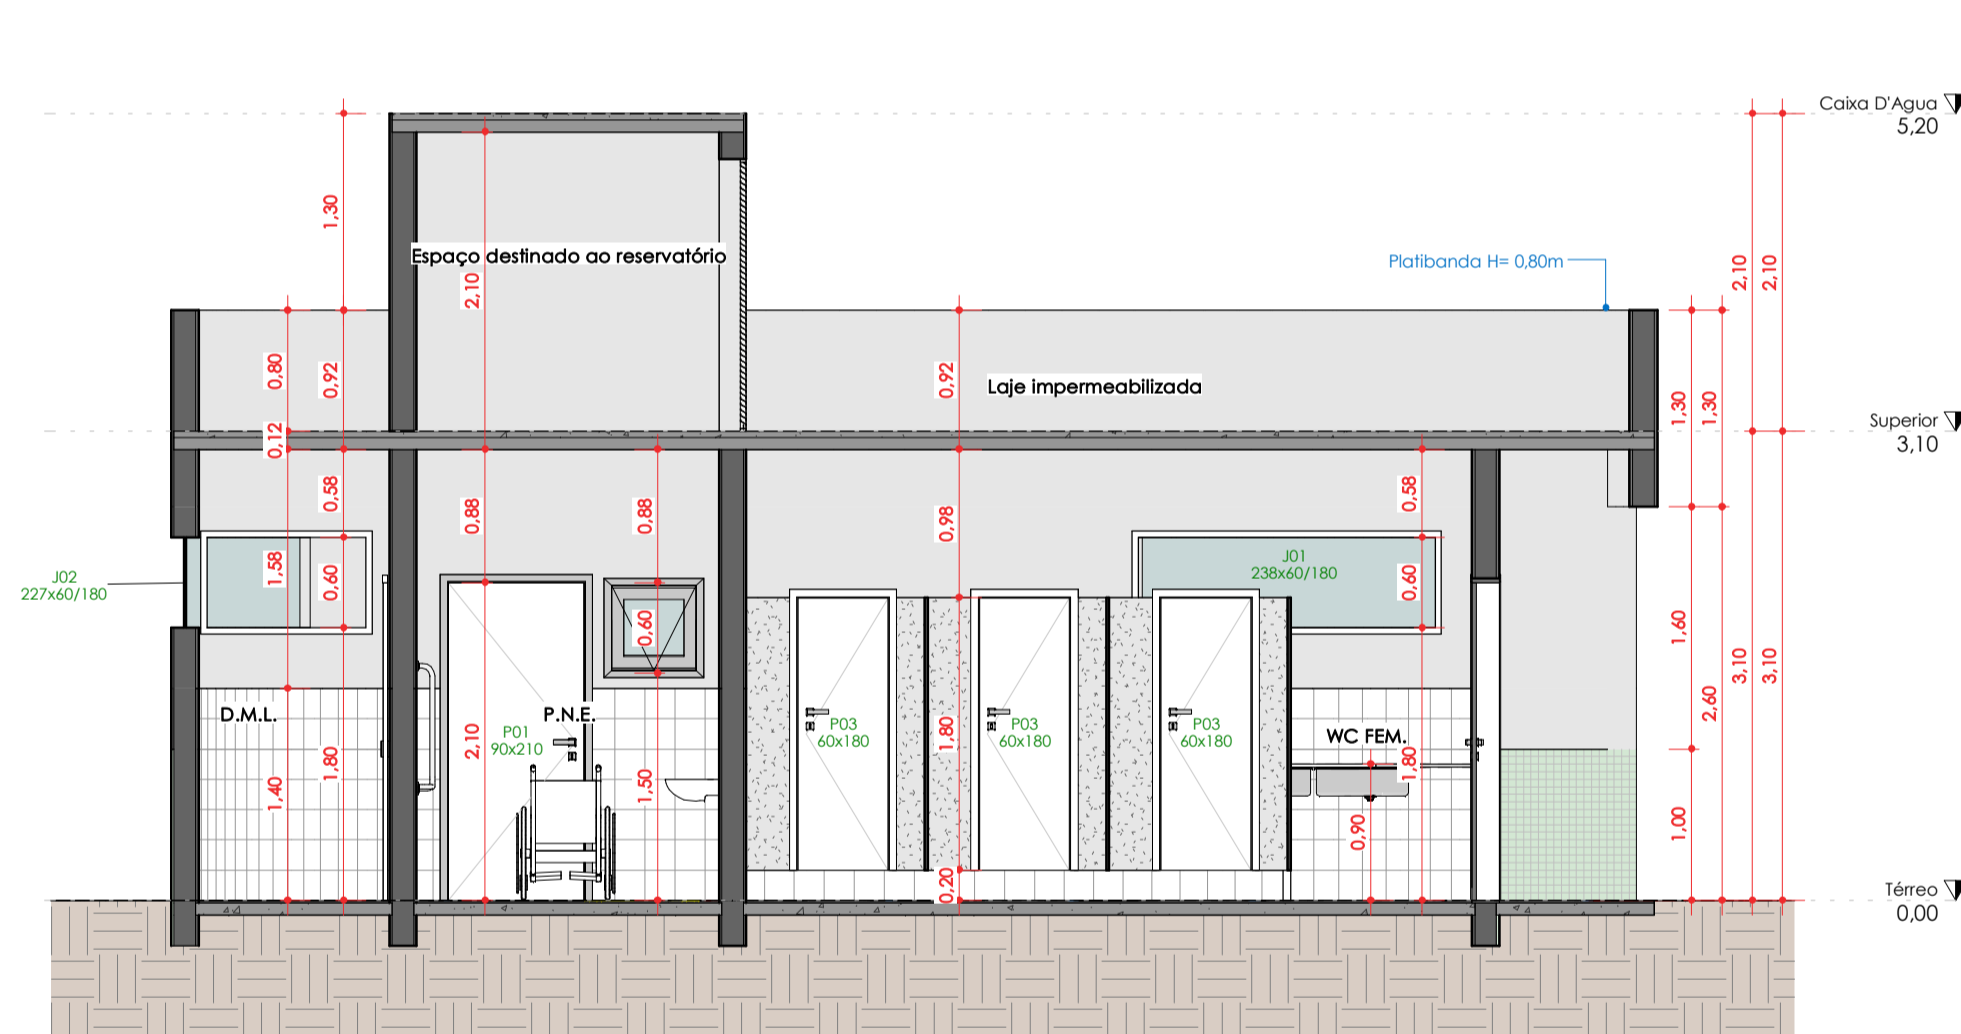 Caixa D'Agua
5,20
1,30
Espaço destinado ao reservatório
2,10
Platibanda H= 0,80m
2,10
2,10
0,80
0,92
0,92
Laje impermeabilizada
1,30
1,30
Superior
3,10
0,12
0,58
0,88
0,88
0,98
0,58
J02
227x60/180
1,58
0,60
0,60
J01
238x60/180
0,60
1,60
3,10
3,10
2,60
D.M.L.
P.N.E.
P01
90x210
2,10
P03
60x180
1,80
P03
60x180
P03
60x180
WC FEM.
1,80
1,40
1,80
1,50
0,90
1,00
0,20
Térreo
0,00